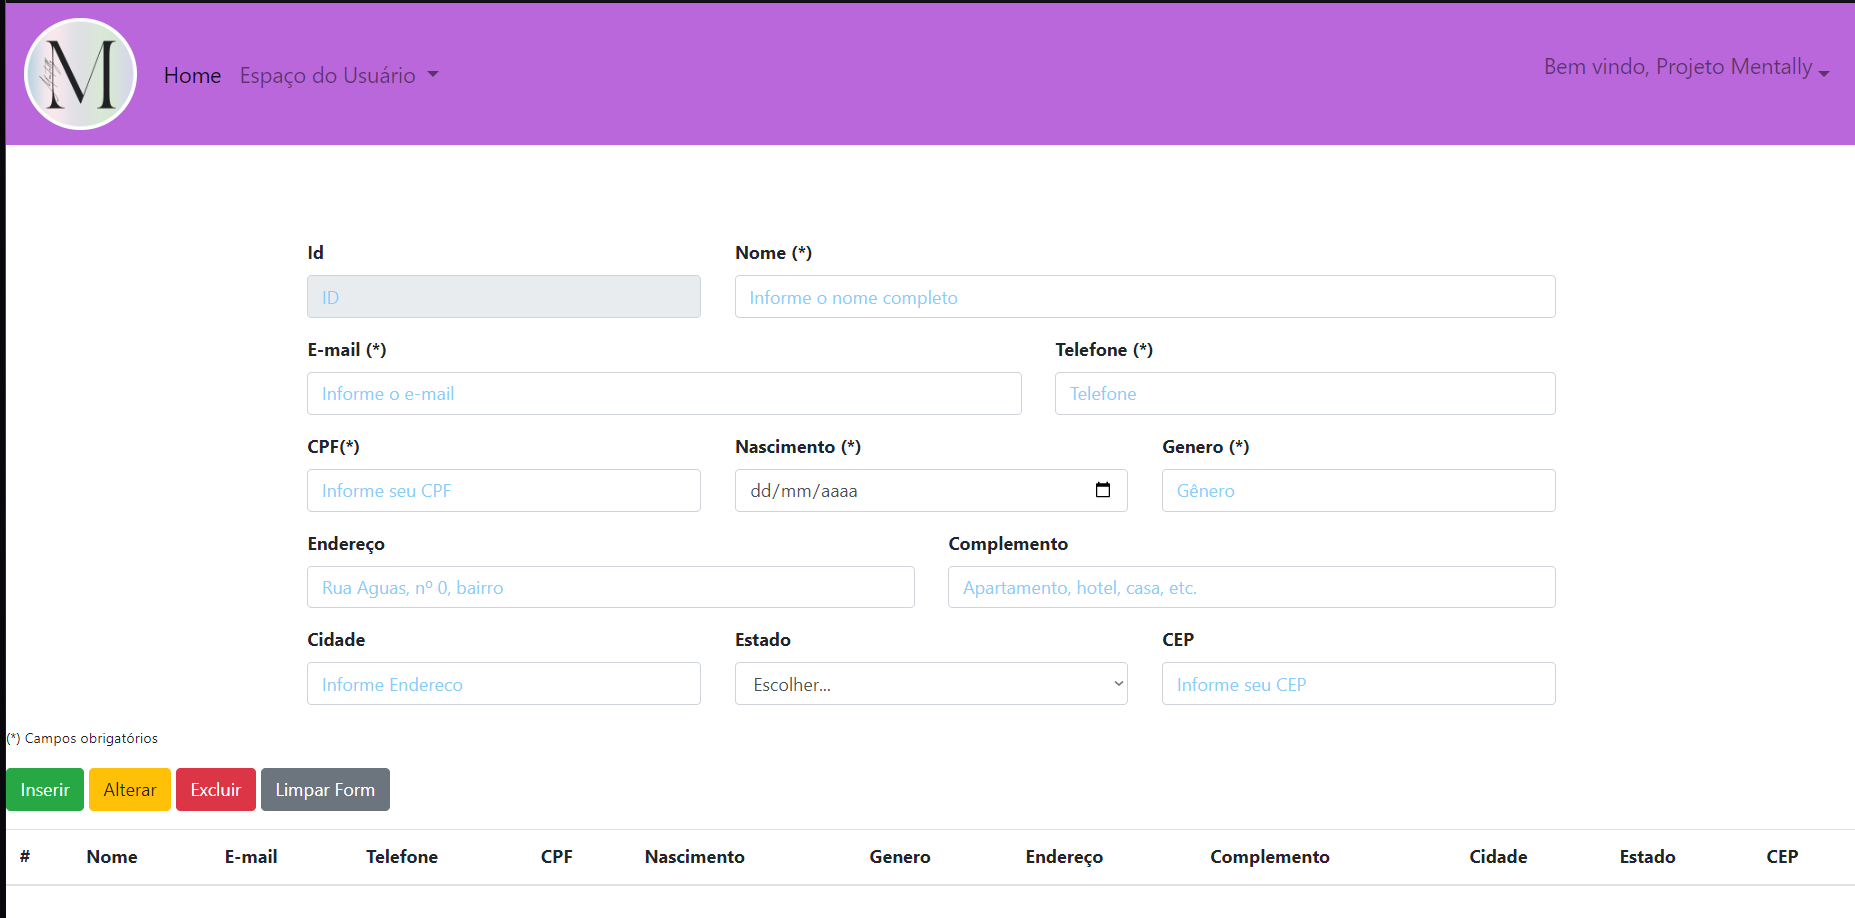 M
Home Espaço do Usuário
Bem vindo, Projeto Mentally
Id Nome (*)
ID Informe o nome completo
E-mail (*) Telefone (*)
Informe o e-mail Telefone
CPF(*) Nascimento (*) Genero (*)
Informe seu CPF dd/mm/aaaa Gênero
Endereço Complemento
Rua Aguas, nº 0, bairro Apartamento, hotel, casa, etc.
Cidade Estado CEP
Informe Endereco Escolher... Informe seu CEP
(*) Campos obrigatórios
Inserir Alterar Excluir Limpar Form
# Nome E-mail Telefone CPF Nascimento Genero Endereço Complemento Cidade Estado CEP